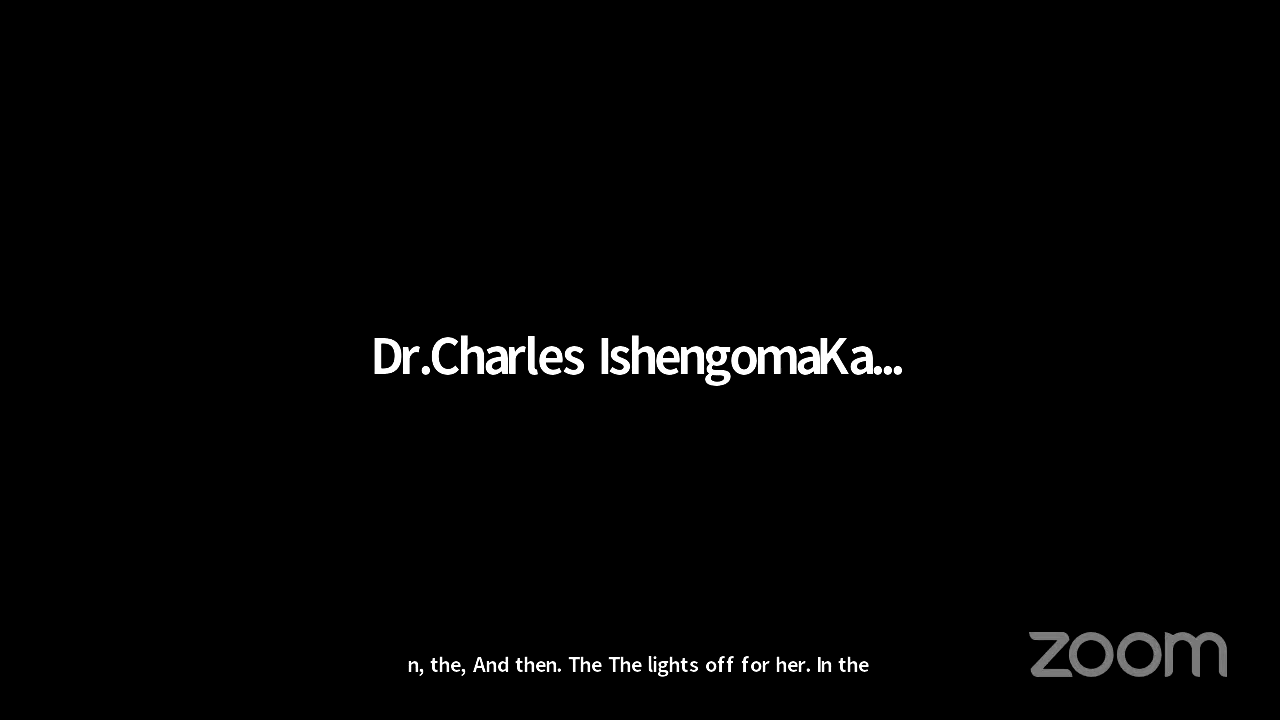 Dr.Charles IshengomaKa...
n, the, And then. The The lights off for her. In the
zoom